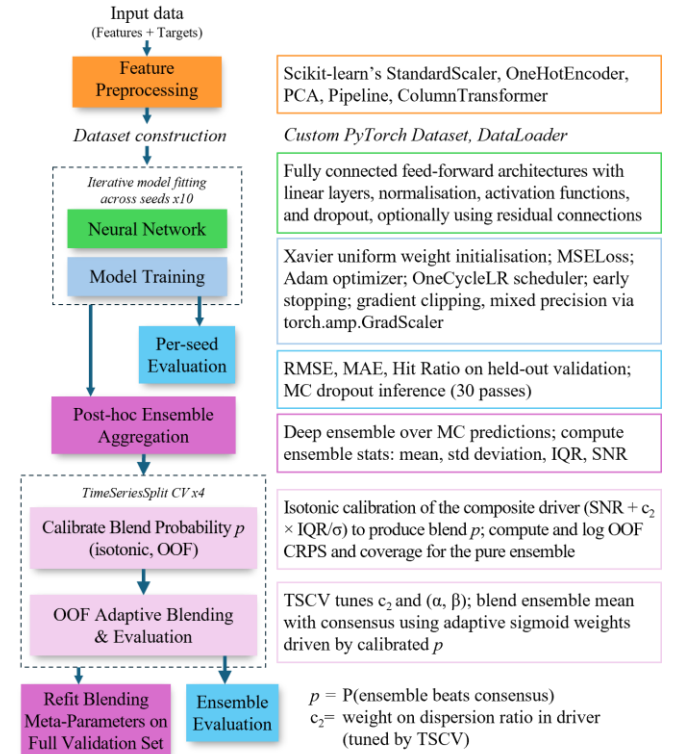 Input data
(Features + Targets)
Feature
Preprocessing
Scikit-learn's StandardScaler, OneHotEncoder,
PCA, Pipeline, ColumnTransformer
Dataset construction
Custom PyTorch Dataset, DataLoader
Iterative model fitting
across seeds x10
Neural Network
Fully connected feed-forward architectures with
linear layers, normalisation, activation functions,
and dropout, optionally using residual connections
Model Training
Xavier uniform weight initialisation; MSELoss;
Adam optimizer; OneCycleLR scheduler; early
stopping; gradient clipping, mixed precision via
torch.amp.GradScaler
Per-seed
Evaluation
RMSE, MAE, Hit Ratio on held-out validation;
MC dropout inference (30 passes)
Post-hoc Ensemble
Aggregation
Deep ensemble over MC predictions; compute
ensemble stats: mean, std deviation, IQR, SNR
TimeSeriesSplit CV x4
Calibrate Blend Probability p
(isotonic, OOF)
Isotonic calibration of the composite driver (SNR + c₂
× IQR/σ) to produce blend p; compute and log OOF
CRPS and coverage for the pure ensemble
OOF Adaptive Blending
& Evaluation
TSCV tunes c₂ and (α, β); blend ensemble mean
with consensus using adaptive sigmoid weights
driven by calibrated p
Refit Blending
Meta-Parameters on
Full Validation Set
Ensemble
Evaluation
p = P(ensemble beats consensus)
c₂= weight on dispersion ratio in driver
(tuned by TSCV)